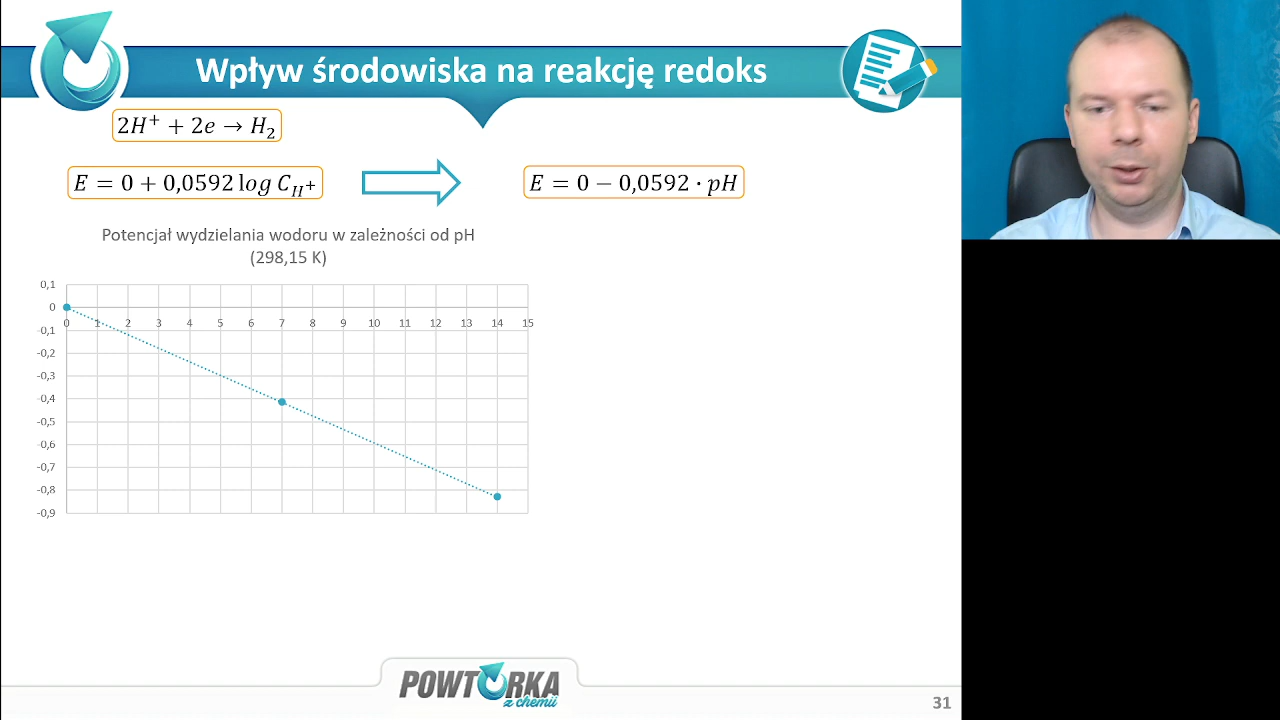 Wpływ środowiska na reakcję redoks
2H⁺ + 2e → H₂
E = 0 + 0,0592 log C_H⁺
E = 0 − 0,0592 · pH
Potencjał wydzielania wodoru w zależności od pH
(298,15 K)
0,1
0
-0,1
-0,2
-0,3
-0,4
-0,5
-0,6
-0,7
-0,8
-0,9
0 1 2 3 4 5 6 7 8 9 10 11 12 13 14 15
POWTÓRKA
z chemii
31